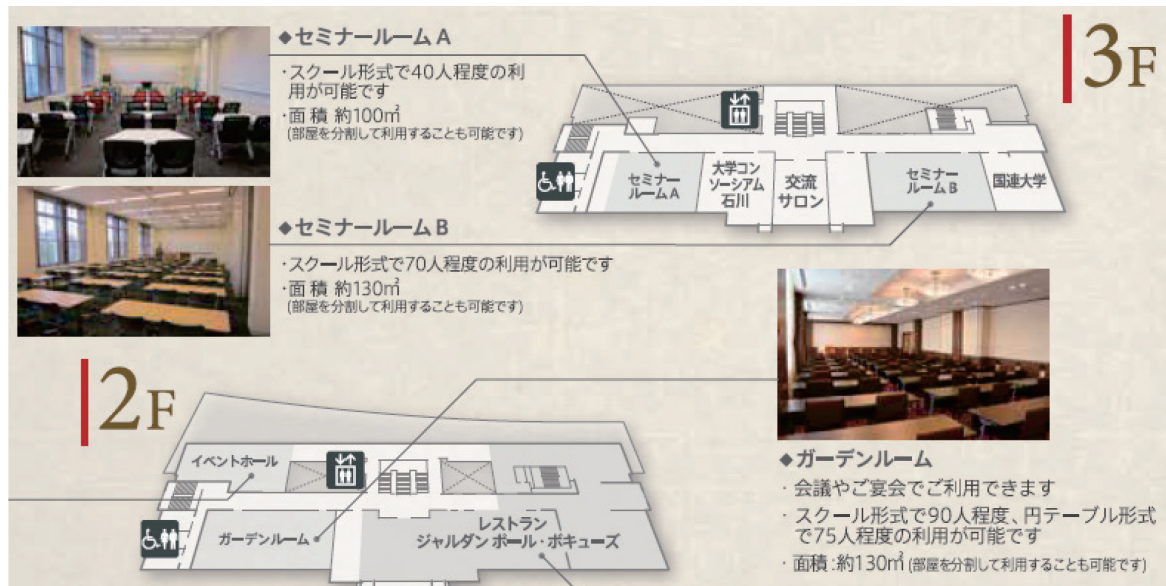 ◆セミナールームA
・スクール形式で40人程度の利
用が可能です
・面 積 約100㎡
(部屋を分割して利用することも可能です)
3F
セミナー
ルームA
大学コン
ソーシアム
石川
交流
サロン
セミナー
ルームB
国連大学
◆セミナールームB
・スクール形式で70人程度の利用が可能です
・面 積 約130㎡
(部屋を分割して利用することも可能です)
2F
イベントホール
ガーデンルーム
レストラン
ジャルダン ポール・ボキューズ
◆ガーデンルーム
・会議やご宴会でご利用できます
・スクール形式で90人程度、円テーブル形式
で75人程度の利用が可能です
・面積:約130㎡(部屋を分割して利用することも可能です)